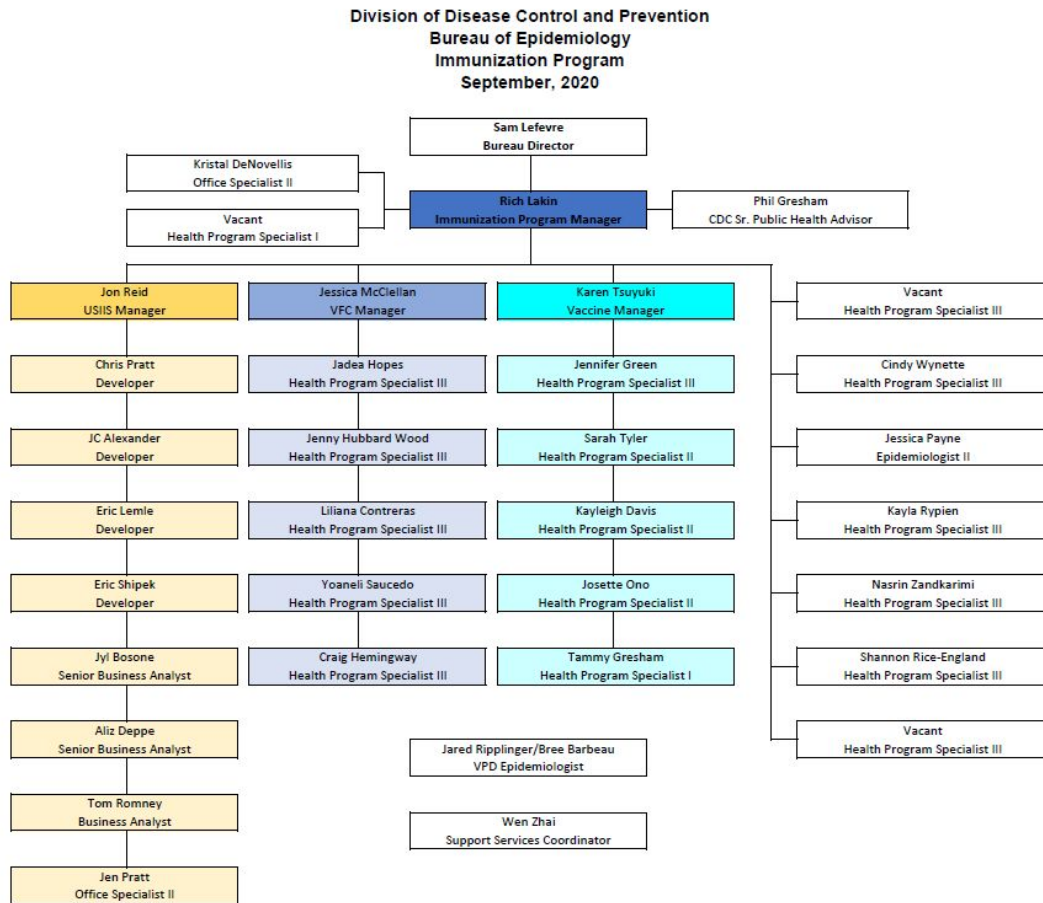 Division of Disease Control and Prevention
Bureau of Epidemiology
Immunization Program
September, 2020
Sam Lefevre
Bureau Director
Kristal DeNovellis
Office Specialist II
Vacant
Health Program Specialist I
Rich Lakin
Immunization Program Manager
Phil Gresham
CDC Sr. Public Health Advisor
Jon Reid
USIIS Manager
Chris Pratt
Developer
JC Alexander
Developer
Eric Lemle
Developer
Eric Shipek
Developer
Jyl Bosone
Senior Business Analyst
Aliz Deppe
Senior Business Analyst
Tom Romney
Business Analyst
Jen Pratt
Office Specialist II
Jessica McClellan
VFC Manager
Jadea Hopes
Health Program Specialist III
Jenny Hubbard Wood
Health Program Specialist III
Liliana Contreras
Health Program Specialist III
Yoaneli Saucedo
Health Program Specialist III
Craig Hemingway
Health Program Specialist III
Karen Tsuyuki
Vaccine Manager
Jennifer Green
Health Program Specialist III
Sarah Tyler
Health Program Specialist II
Kayleigh Davis
Health Program Specialist II
Josette Ono
Health Program Specialist II
Tammy Gresham
Health Program Specialist I
Vacant
Health Program Specialist III
Cindy Wynette
Health Program Specialist III
Jessica Payne
Epidemiologist II
Kayla Rypien
Health Program Specialist III
Nasrin Zandkarimi
Health Program Specialist III
Shannon Rice-England
Health Program Specialist III
Vacant
Health Program Specialist III
Jared Ripplinger/Bree Barbeau
VPD Epidemiologist
Wen Zhai
Support Services Coordinator